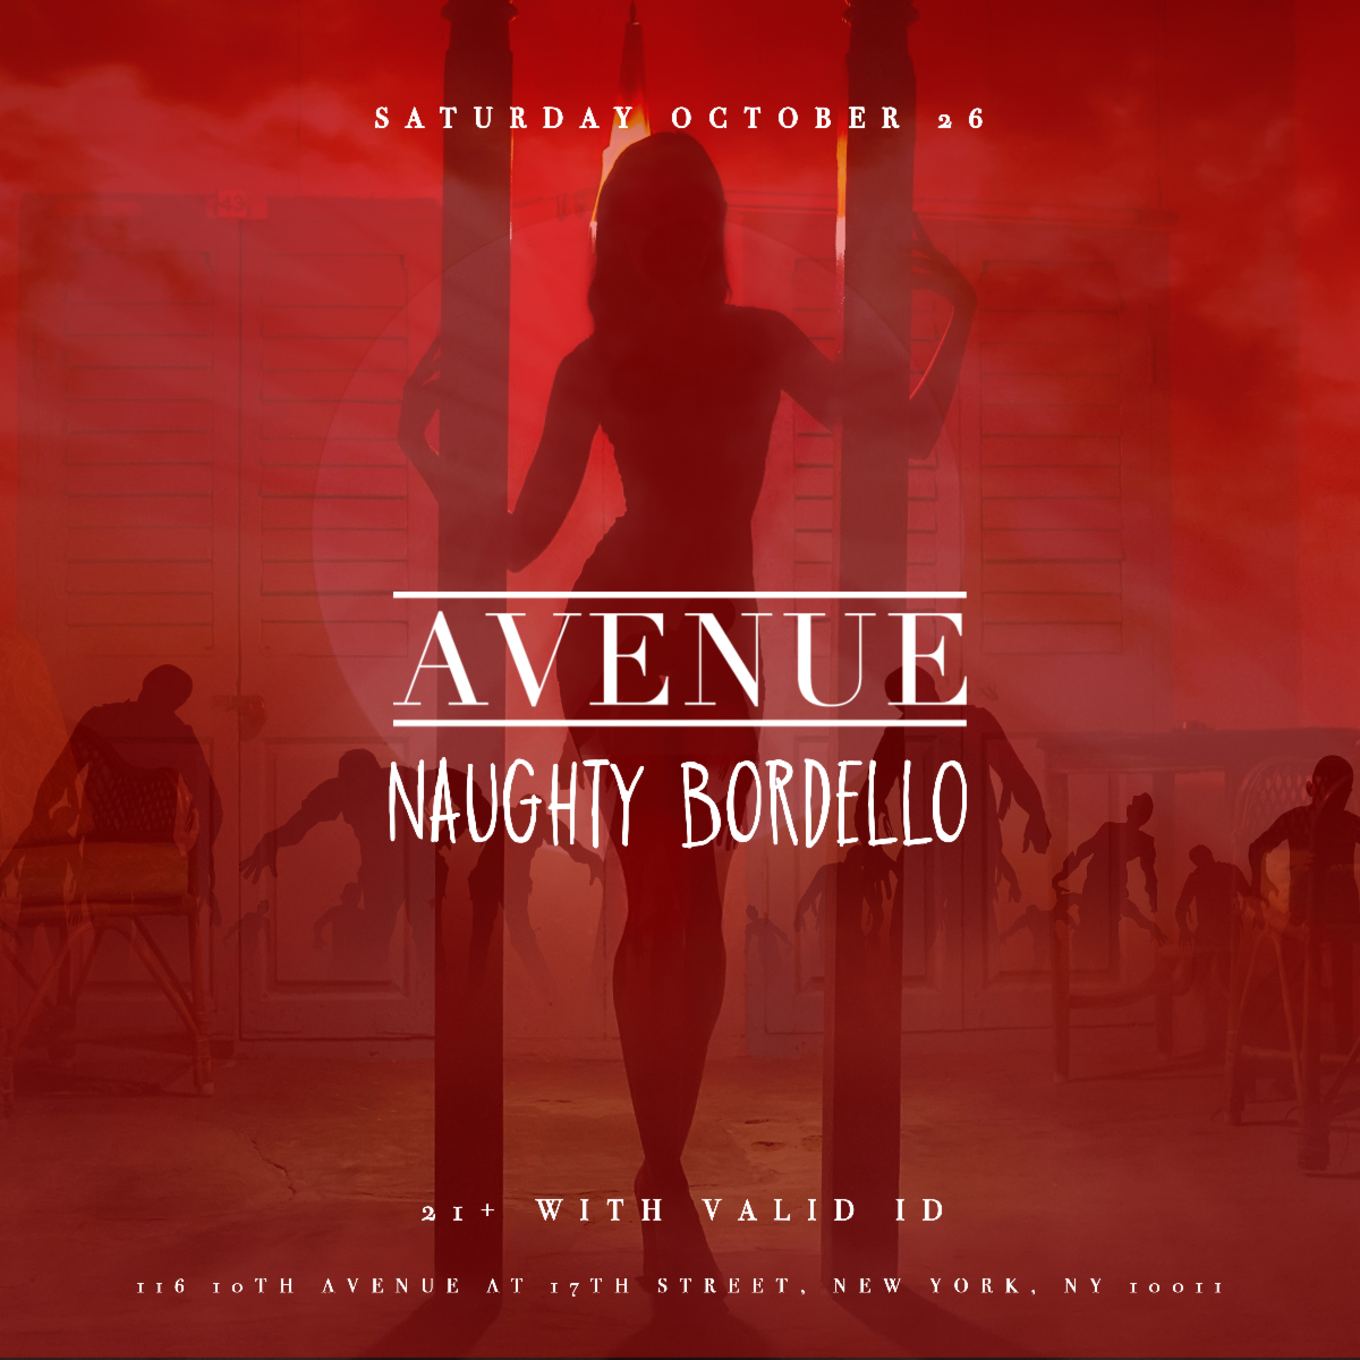 SATURDAY OCTOBER 26
AVENUE
NAUGHTY BORDELLO
21+ WITH VALID ID
116 10TH AVENUE AT 17TH STREET, NEW YORK, NY 10011